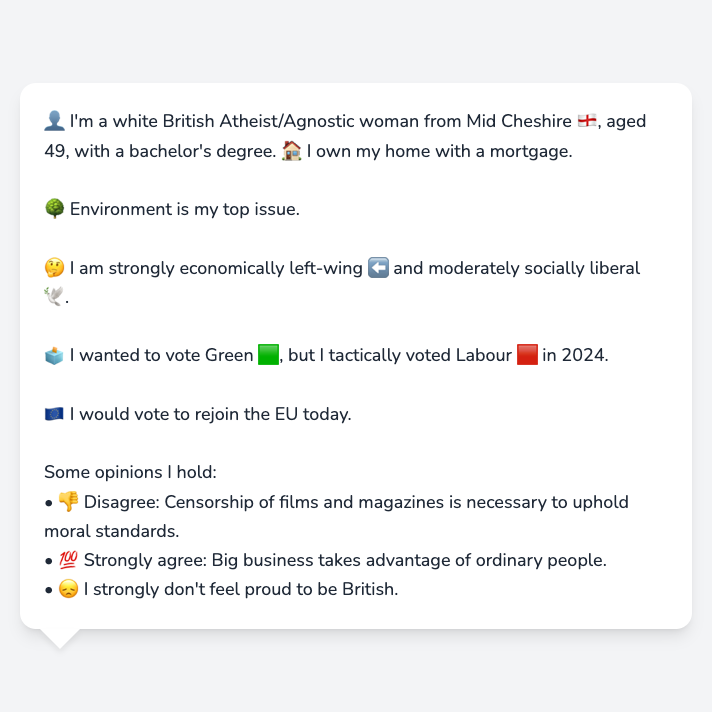 👤 I'm a white British Atheist/Agnostic woman from Mid Cheshire 🏴󠁧󠁢󠁥󠁮󠁧󠁿, aged
49, with a bachelor's degree. 🏠 I own my home with a mortgage.
🌳 Environment is my top issue.
🤔 I am strongly economically left-wing ⬅️ and moderately socially liberal
🕊️.
🗳️ I wanted to vote Green 🟩, but I tactically voted Labour 🟥 in 2024.
🇪🇺 I would vote to rejoin the EU today.
Some opinions I hold:
• 👎 Disagree: Censorship of films and magazines is necessary to uphold
moral standards.
• 💯 Strongly agree: Big business takes advantage of ordinary people.
• 😞 I strongly don't feel proud to be British.